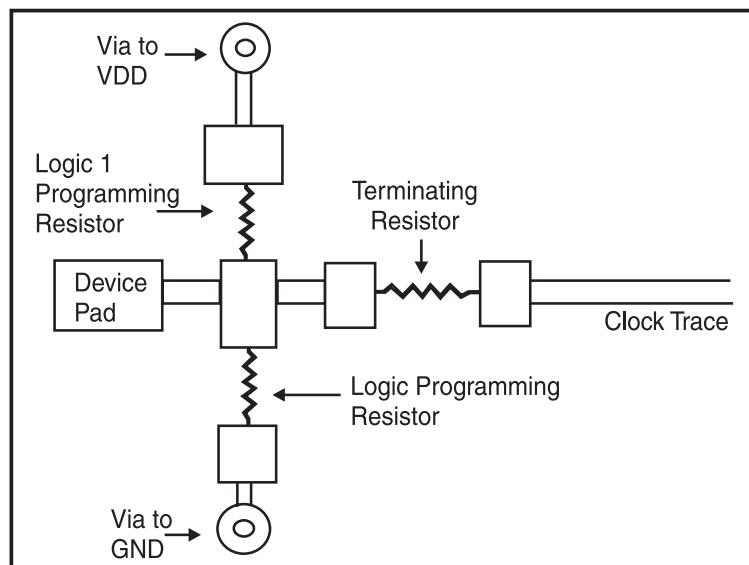 Via to
VDD
Logic 1
Programming
Resistor
Terminating
Resistor
Device
Pad
Clock Trace
Logic Programming
Resistor
Via to
GND